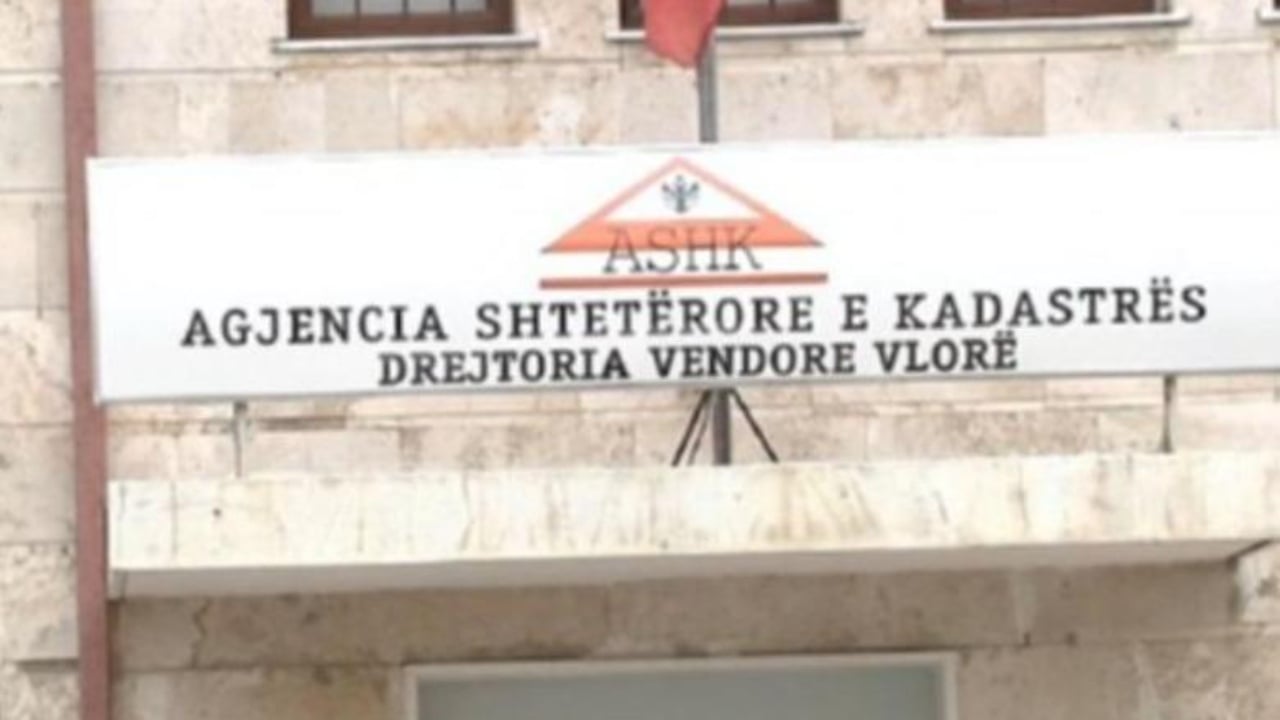 ASHK
AGJENCIA SHTETËRORE E KADASTRËS
DREJTORIA VENDORE VLORË